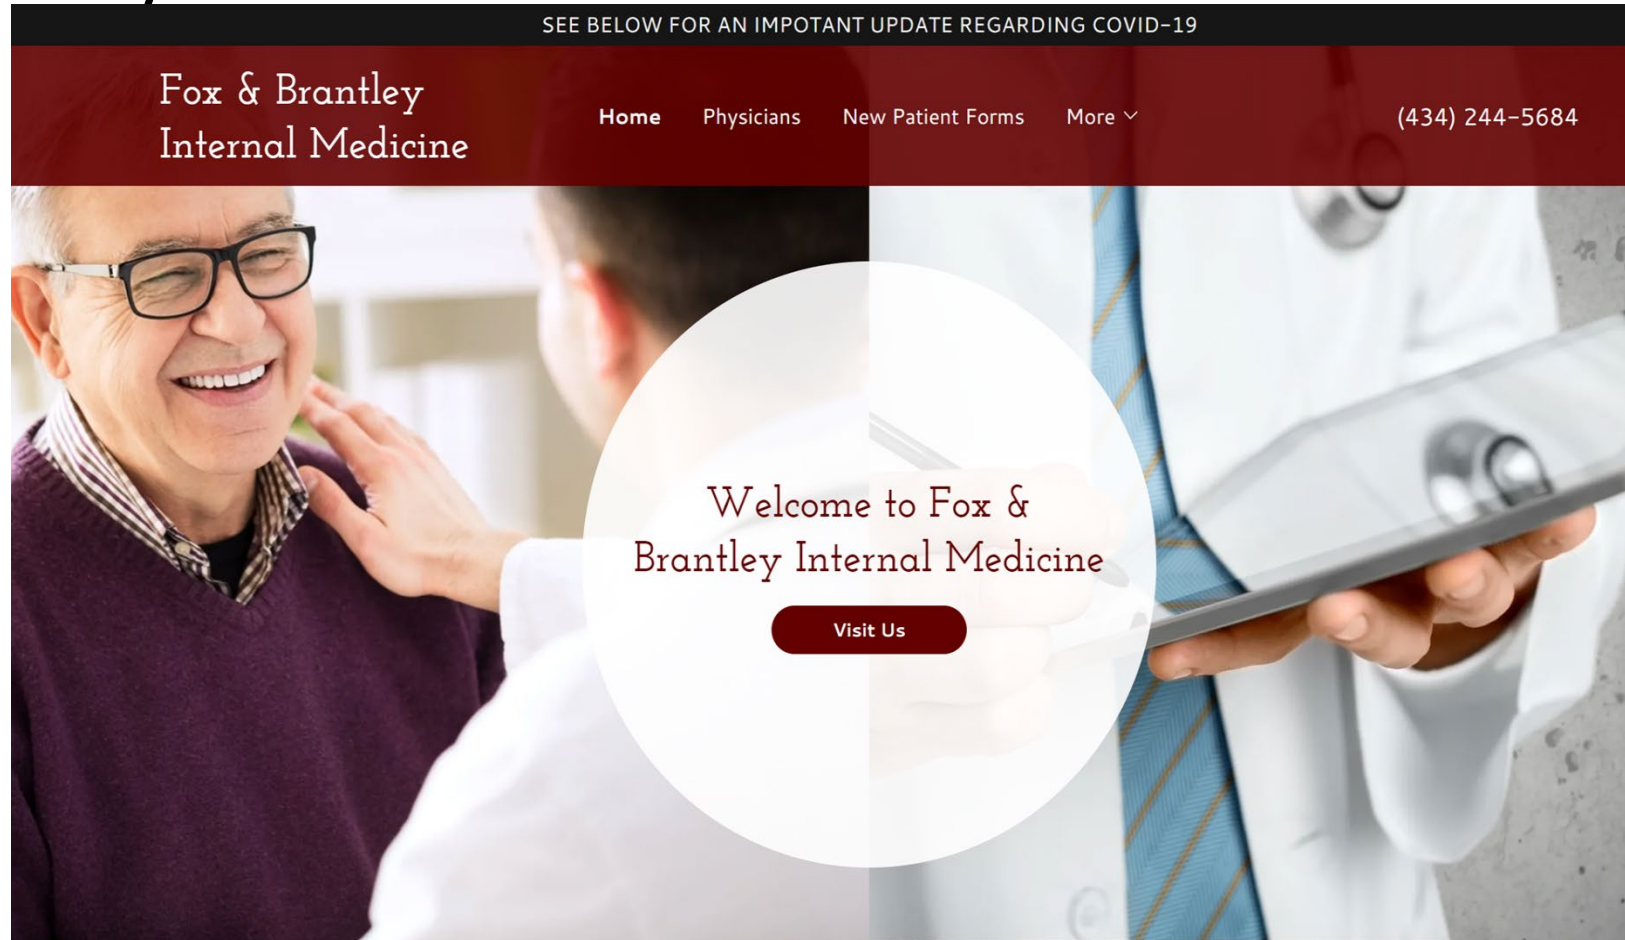 SEE BELOW FOR AN IMPOTANT UPDATE REGARDING COVID-19
Fox & Brantley
Internal Medicine
Home Physicians New Patient Forms More (434) 244-5684
Welcome to Fox &
Brantley Internal Medicine
Visit Us